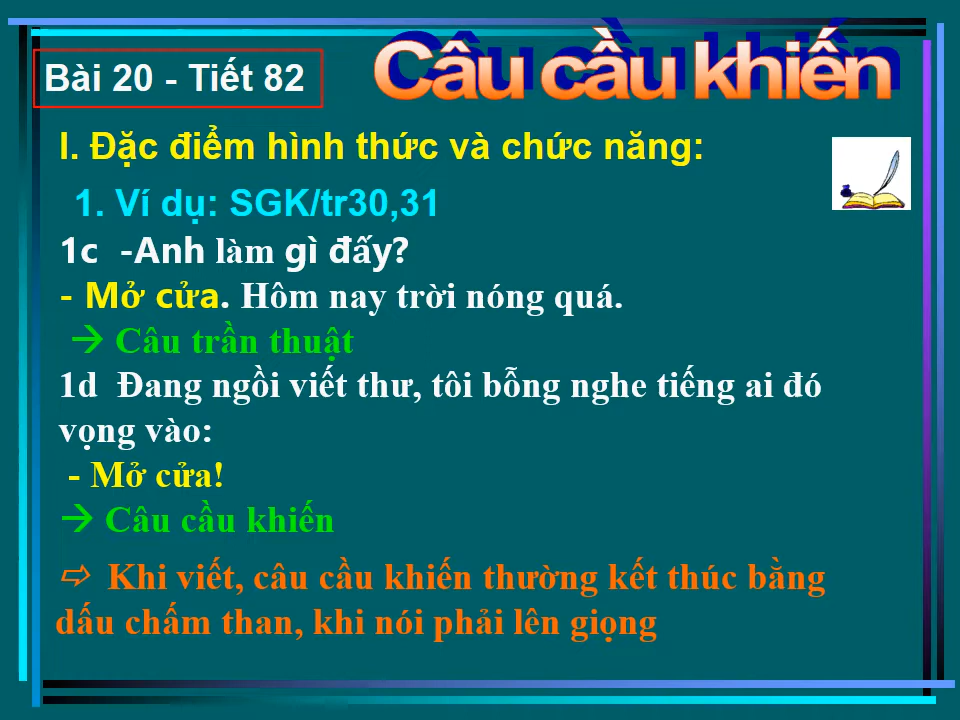 Bài 20 - Tiết 82
Câu cầu khiến
I. Đặc điểm hình thức và chức năng:
1. Ví dụ: SGK/tr30,31
1c -Anh làm gì đấy?
- Mở cửa. Hôm nay trời nóng quá.
→ Câu trần thuật
1d Đang ngồi viết thư, tôi bỗng nghe tiếng ai đó
vọng vào:
- Mở cửa!
→ Câu cầu khiến
⇨ Khi viết, câu cầu khiến thường kết thúc bằng
dấu chấm than, khi nói phải lên giọng